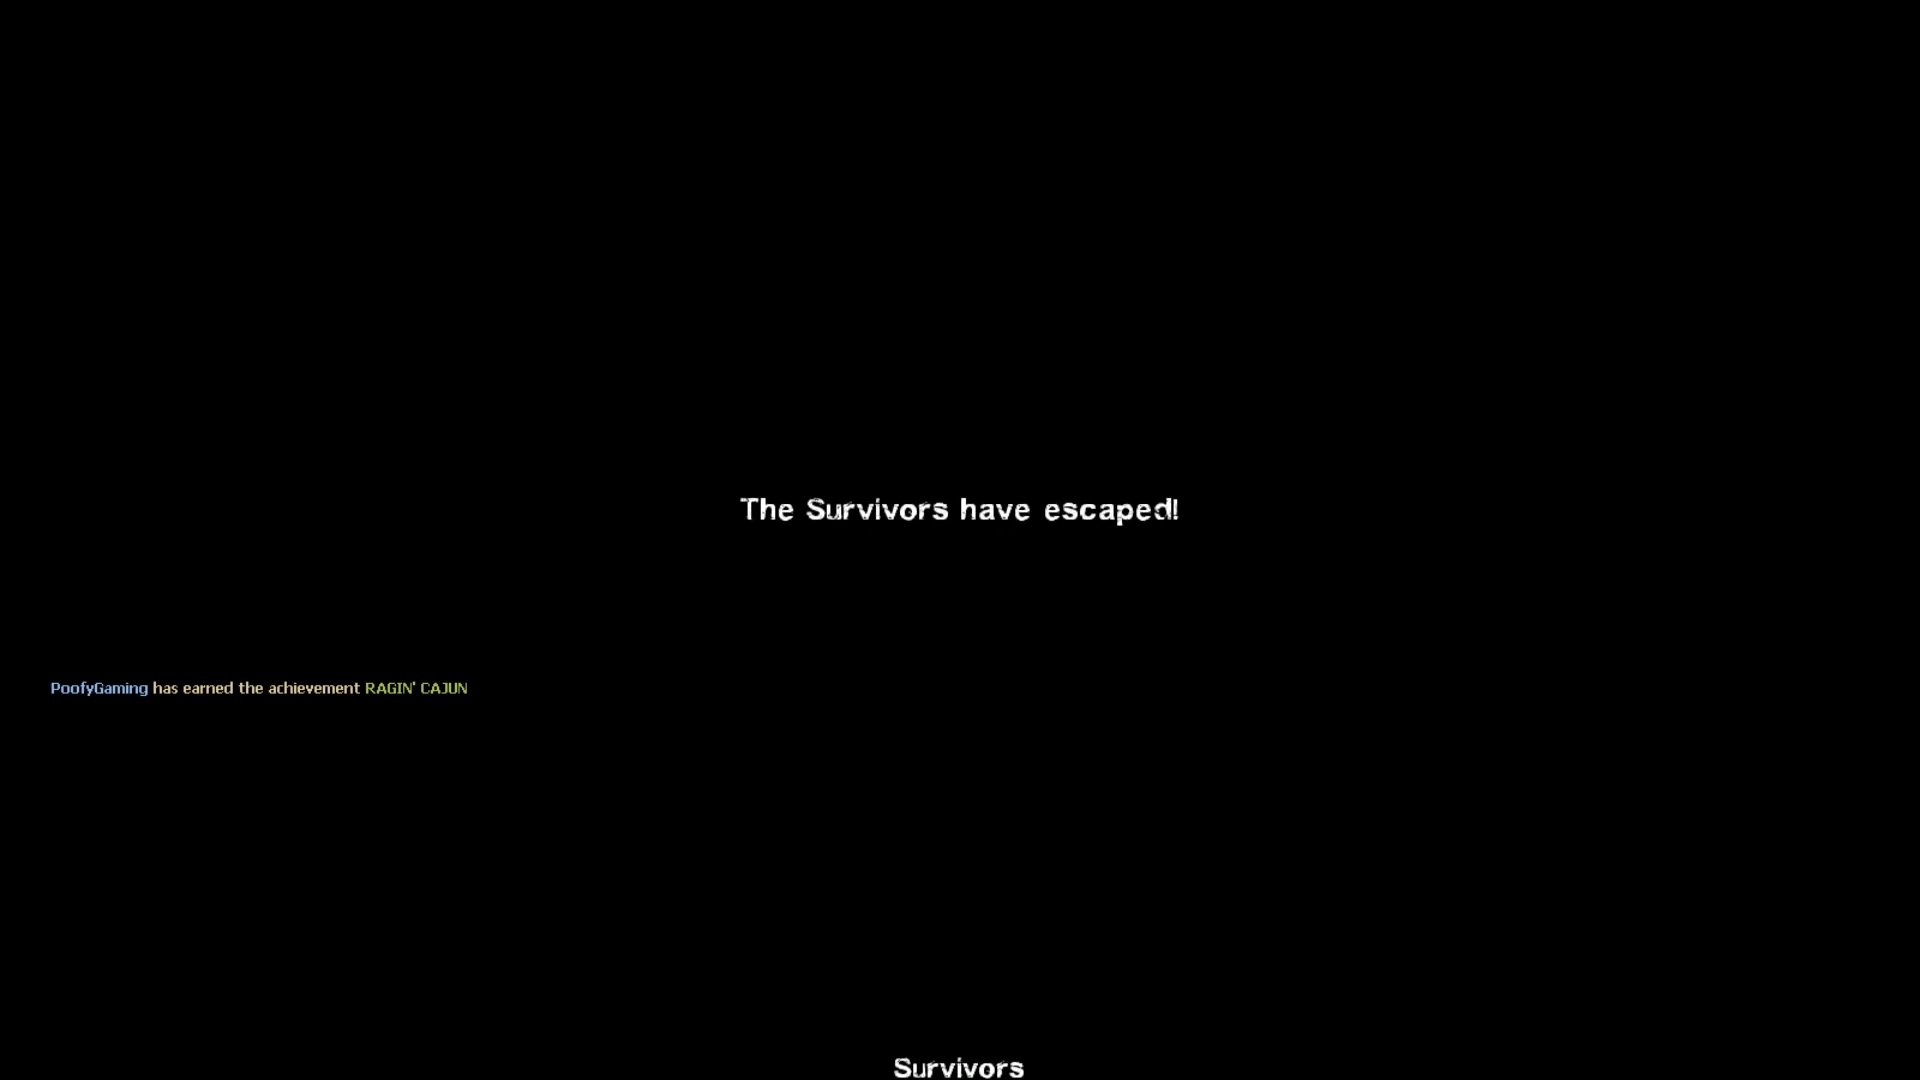 The Survivors have escaped!
PoofyGaming has earned the achievement RAGIN' CAJUN
Survivors